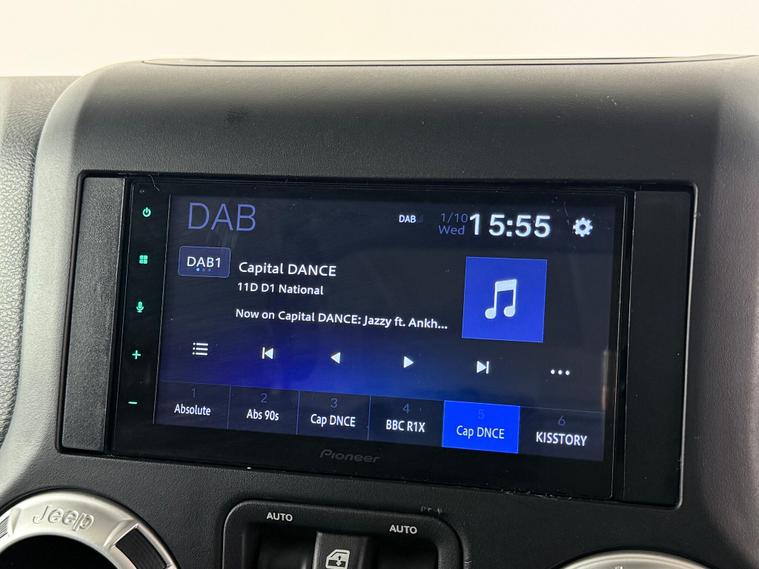 DAB
DAB
1/10
Wed
15:55
DAB1
Capital DANCE
11D D1 National
Now on Capital DANCE: Jazzy ft. Ankh...
1
Absolute
2
Abs 90s
3
Cap DNCE
4
BBC R1X
5
Cap DNCE
6
KISSTORY
Pioneer
Jeep
AUTO
AUTO